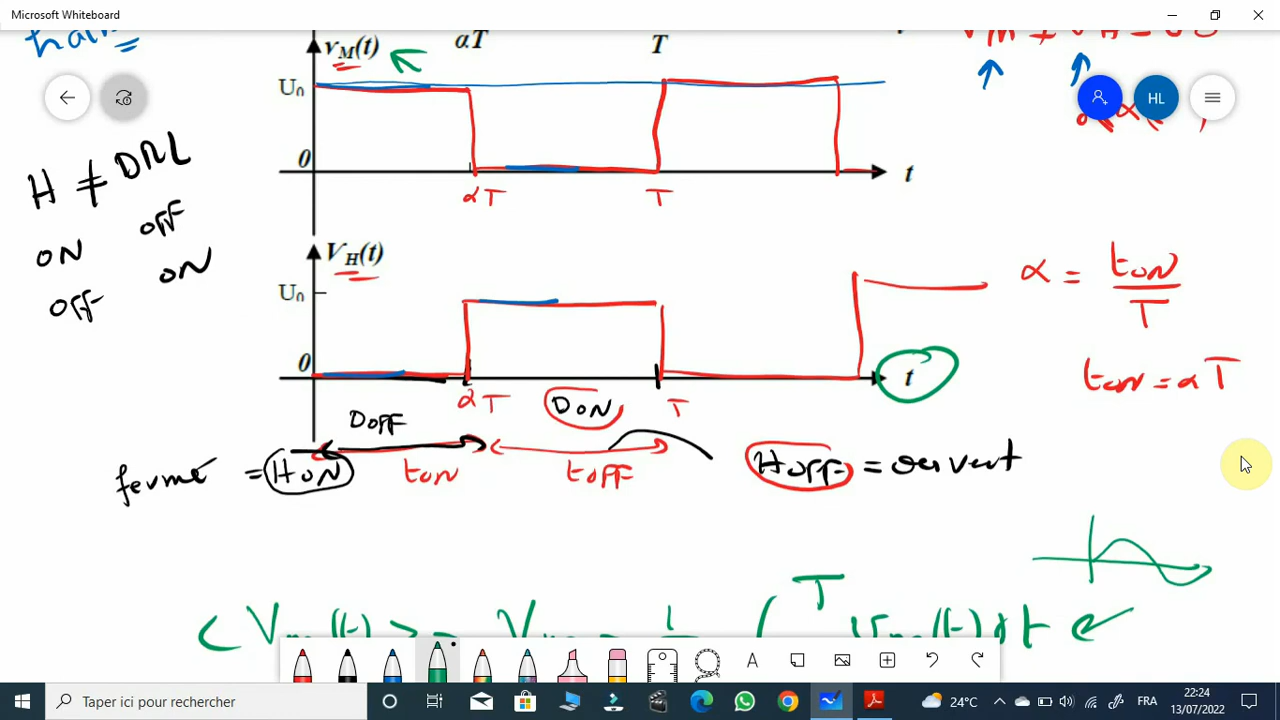 Microsoft Whiteboard
vM(t)
αT
T
U0
0
αT
T
t
H ≠ DRL
ON OFF
OFF ON
VH(t)
U0
0
αT
T
t
DOFF
DON
fermé = HON
tON
tOFF
HOFF = ouvert
α = tON / T
tON = αT
HL
Taper ici pour rechercher
24°C
FRA
22:24
13/07/2022